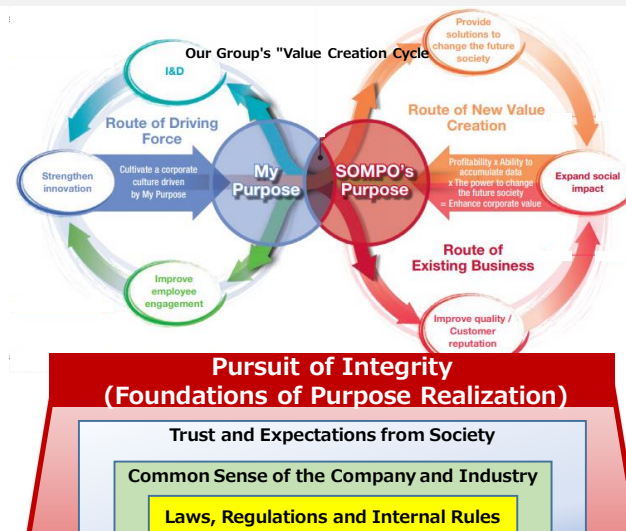 Our Group's "Value Creation Cycle
I&D
Provide
solutions to
change the future
society
Route of Driving
Force
Route of New Value
Creation
Strengthen
innovation
Cultivate a corporate
culture driven
by My Purpose
My
Purpose
SOMPO's
Purpose
Profitability x Ability to
accumulate data
x The power to change
the future society
= Enhance corporate value
Expand social
impact
Improve
employee
engagement
Route of
Existing Business
Improve quality /
Customer
reputation
Pursuit of Integrity
(Foundations of Purpose Realization)
Trust and Expectations from Society
Common Sense of the Company and Industry
Laws, Regulations and Internal Rules